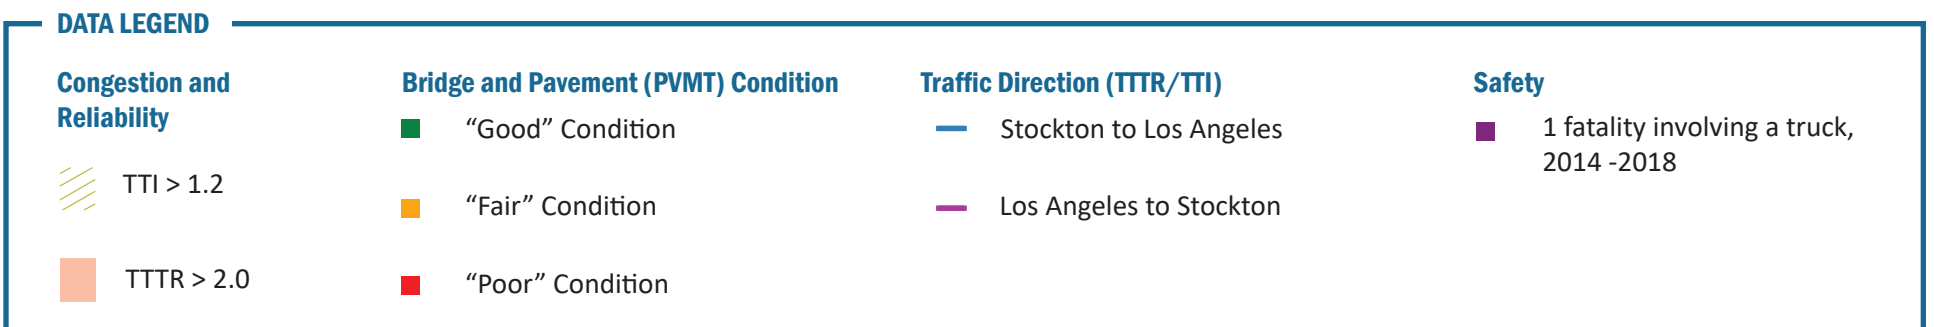 DATA LEGEND
Congestion and
Reliability
TTI > 1.2
TTTR > 2.0
Bridge and Pavement (PVMT) Condition
“Good” Condition
“Fair” Condition
“Poor” Condition
Traffic Direction (TTTR/TTI)
Stockton to Los Angeles
Los Angeles to Stockton
Safety
1 fatality involving a truck,
2014 -2018